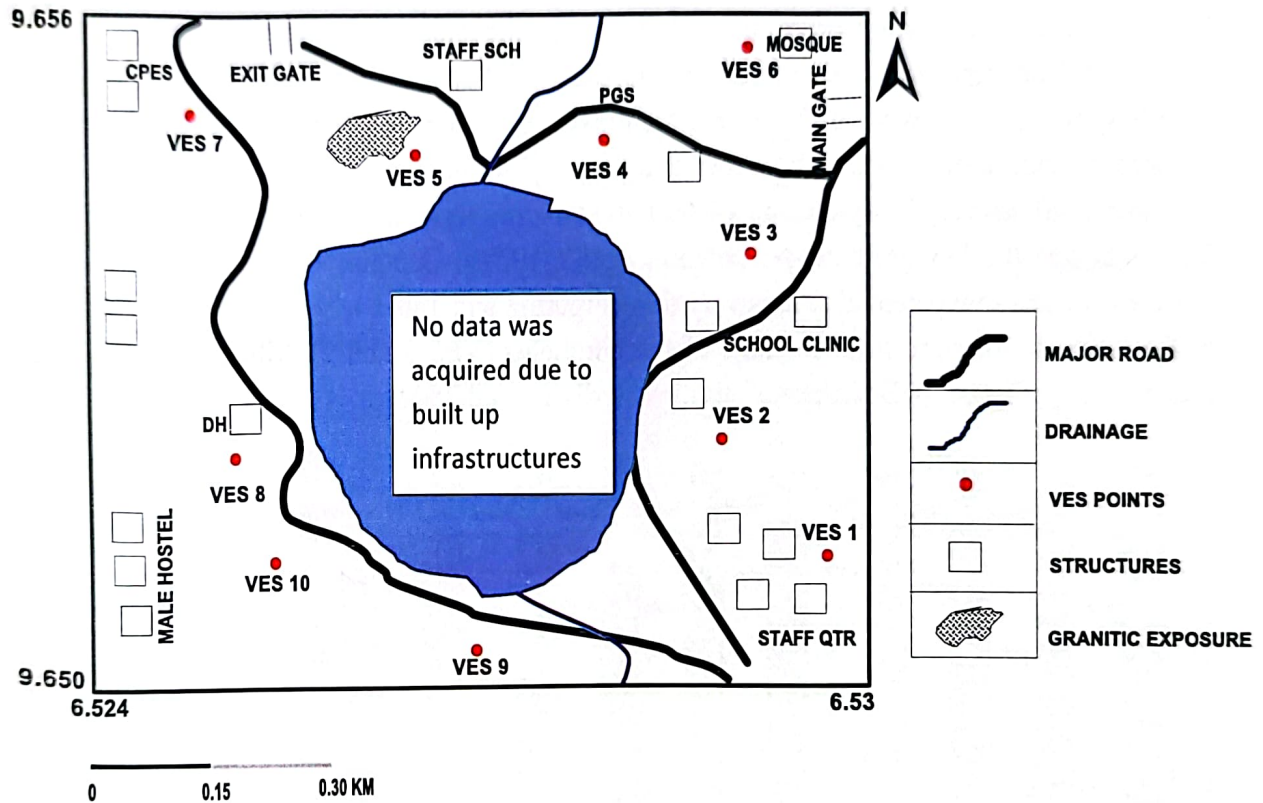 9.656
N
STAFF SCH
MOSQUE
CPES
EXIT GATE
VES 6
PGS
MAIN GATE
VES 7
VES 5
VES 4
VES 3
No data was
acquired due to
built up
infrastructures
SCHOOL CLINIC
MAJOR ROAD
DH
VES 2
DRAINAGE
VES 8
VES POINTS
MALE HOSTEL
VES 1
VES 10
STRUCTURES
STAFF QTR
GRANITIC EXPOSURE
VES 9
9.650
6.524
6.53
0
0.15
0.30 KM